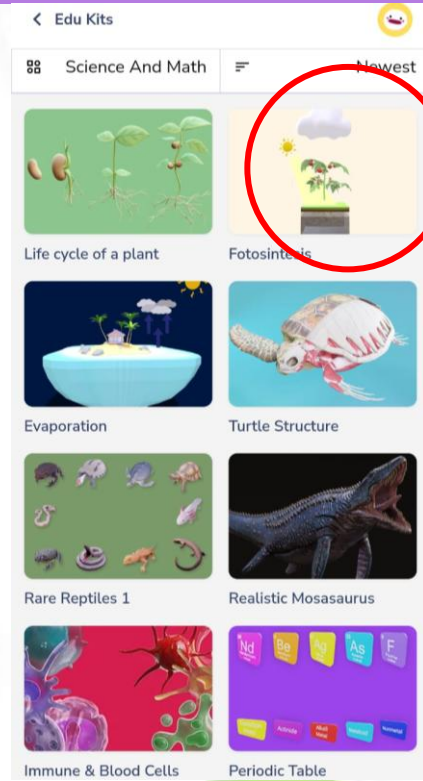 Edu Kits
Science And Math
Newest
Life cycle of a plant
Fotosintesis
Evaporation
Turtle Structure
Rare Reptiles 1
Realistic Mosasaurus
Nd Be Ag As F
Immune & Blood Cells
Periodic Table